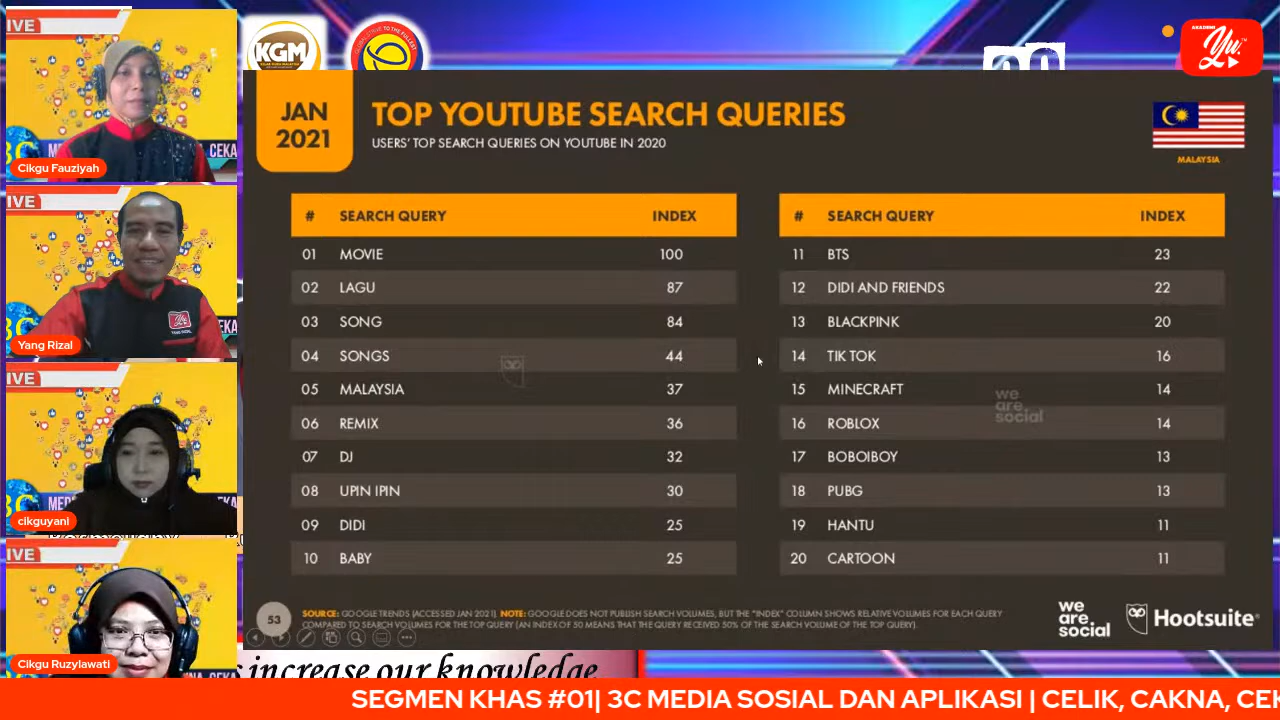 IVE
Cikgu Fauziyah
IVE
Yang Rizal
IVE
cikguyani
IVE
Cikgu Ruzylawati
KGM
JAN
2021
TOP YOUTUBE SEARCH QUERIES
USERS' TOP SEARCH QUERIES ON YOUTUBE IN 2020
MALAYSIA
# SEARCH QUERY INDEX
01 MOVIE 100
02 LAGU 87
03 SONG 84
04 SONGS 44
05 MALAYSIA 37
06 REMIX 36
07 DJ 32
08 UPIN IPIN 30
09 DIDI 25
10 BABY 25
# SEARCH QUERY INDEX
11 BTS 23
12 DIDI AND FRIENDS 22
13 BLACKPINK 20
14 TIK TOK 16
15 MINECRAFT 14
16 ROBLOX 14
17 BOBOIBOY 13
18 PUBG 13
19 HANTU 11
20 CARTOON 11
we
are
social
53
SOURCE: GOOGLE TRENDS (ACCESSED JAN 2021). NOTE: GOOGLE DOES NOT PUBLISH SEARCH VOLUMES, BUT THE "INDEX" COLUMN SHOWS RELATIVE VOLUMES FOR EACH QUERY
COMPARED TO SEARCH VOLUMES FOR THE TOP QUERY (AN INDEX OF 50 MEANS THAT THE QUERY RECEIVED 50% OF THE SEARCH VOLUME OF THE TOP QUERY).
we
are
social
Hootsuite
s increase our knowledge
SEGMEN KHAS #01| 3C MEDIA SOSIAL DAN APLIKASI | CELIK, CAKNA, CEK